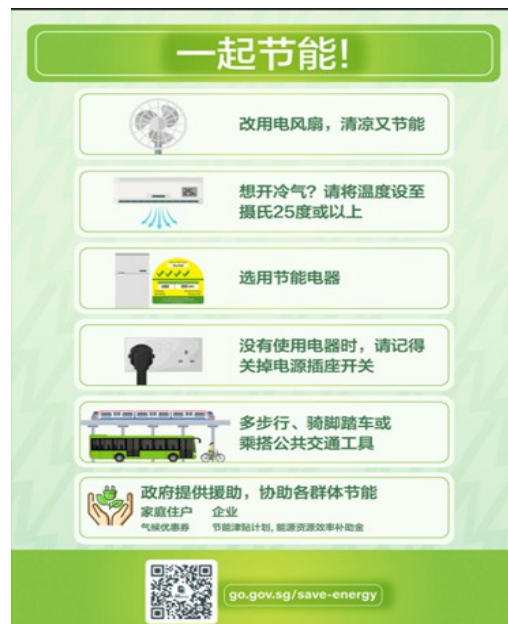 一起节能!
改用电风扇，清凉又节能
想开冷气？请将温度设至
摄氏25度或以上
选用节能电器
没有使用电器时，请记得
关掉电源插座开关
多步行、骑脚踏车或
乘搭公共交通工具
政府提供援助，协助各群体节能
家庭住户 企业
气候优惠券 节能津贴计划, 能源资源效率补助金
go.gov.sg/save-energy